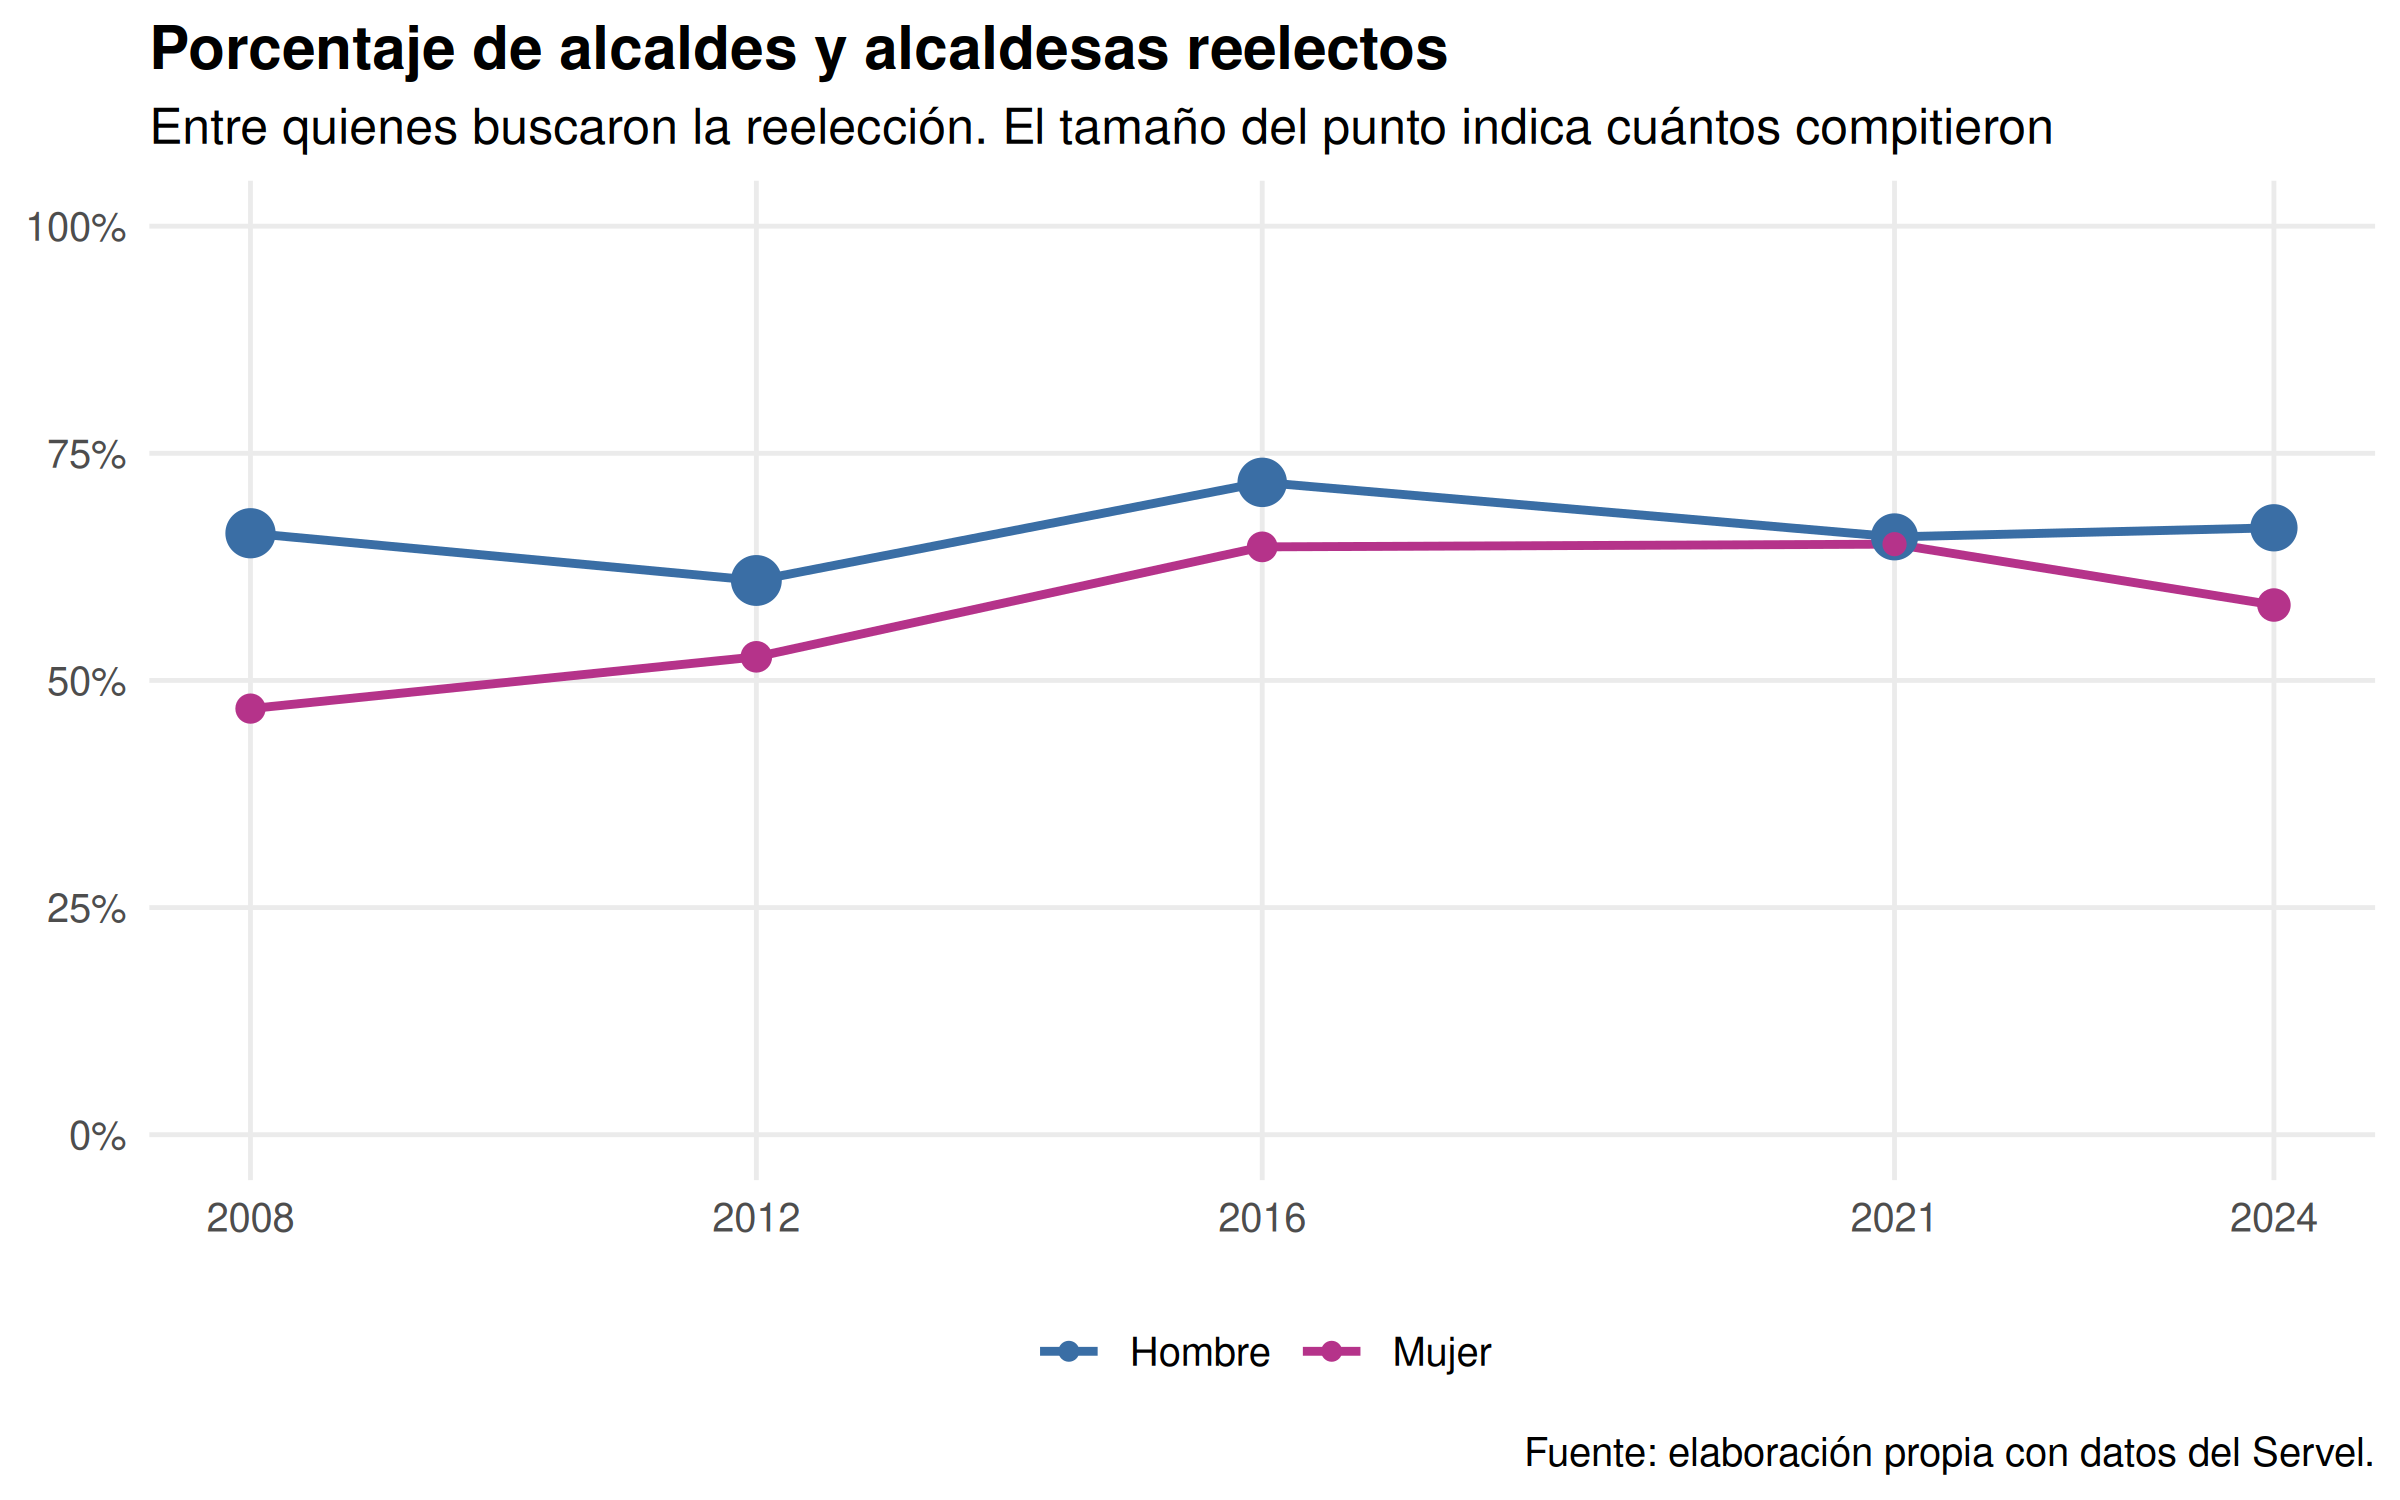 Porcentaje de alcaldes y alcaldesas reelectos
Entre quienes buscaron la reelección. El tamaño del punto indica cuántos compitieron
100%
75%
50%
25%
0%
2008 2012 2016 2021 2024
Hombre Mujer
Fuente: elaboración propia con datos del Servel.